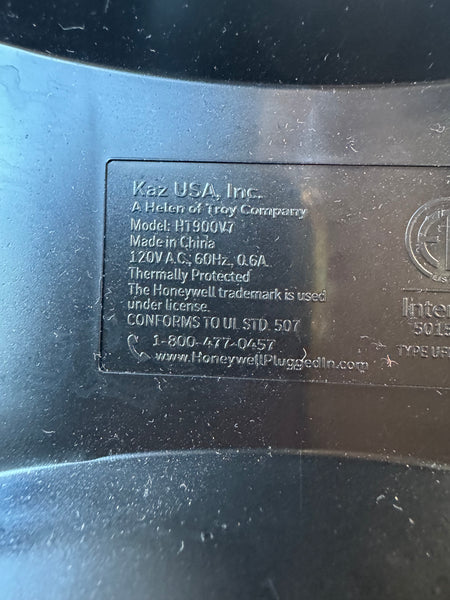 Kaz USA, Inc.
A Helen of Troy Company
Model: HT900V7
Made in China
120V A.C., 60Hz, 0.6A
Thermally Protected
The Honeywell trademark is used
under license.
CONFORMS TO UL STD. 507
1-800-477-0457
www.HoneywellPluggedIn.com
Inter
5015
TYPE UF